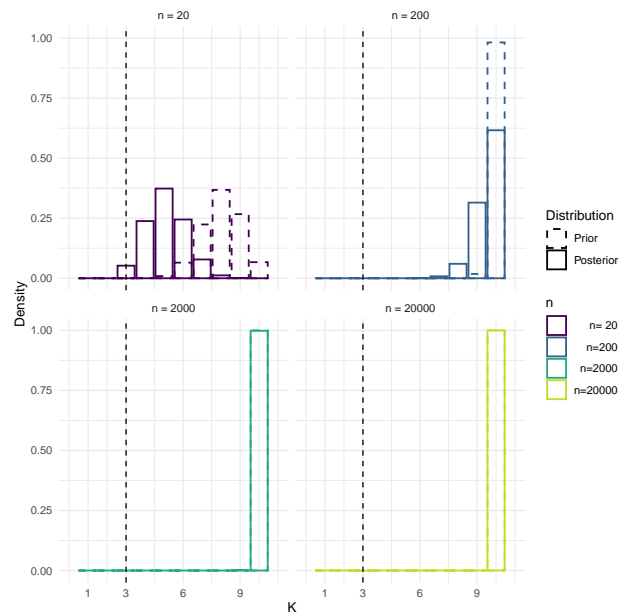 n = 20
n = 200
1.00
0.75
0.50
0.25
0.00
Density
n = 2000
n = 20000
1.00
0.75
0.50
0.25
0.00
1 3 6 9
1 3 6 9
K
Distribution
Prior
Posterior
n
n= 20
n=200
n=2000
n=20000